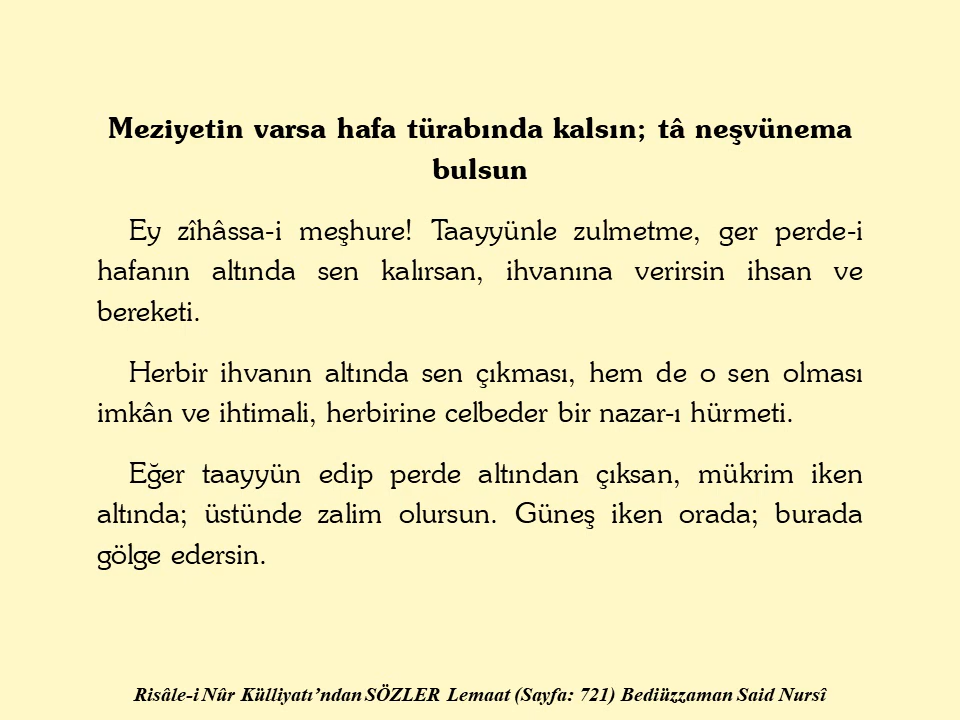 Meziyetin varsa hafa türabında kalsın; tâ neşvünema
bulsun
Ey zîhâssa-i meşhure! Taayyünle zulmetme, ger perde-i
hafanın altında sen kalırsan, ihvanına verirsin ihsan ve
bereketi.
Herbir ihvanın altında sen çıkması, hem de o sen olması
imkân ve ihtimali, herbirine celbeder bir nazar-ı hürmeti.
Eğer taayyün edip perde altından çıksan, mükrim iken
altında; üstünde zalim olursun. Güneş iken orada; burada
gölge edersin.
Risâle-i Nûr Külliyatı’ndan SÖZLER Lemaat (Sayfa: 721) Bediüzzaman Said Nursî